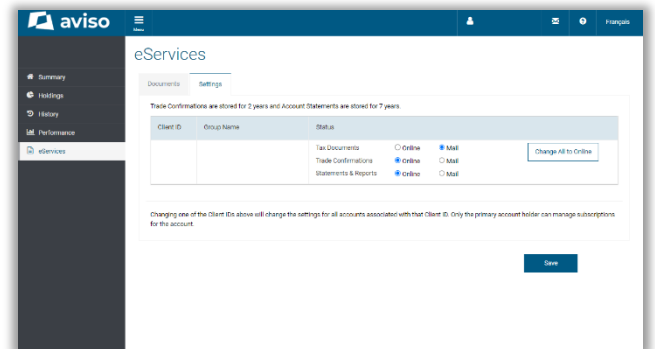 aviso
Menu
Français
eServices
Summary
Holdings
History
Performance
eServices
Documents
Settings
Trade Confirmations are stored for 2 years and Account Statements are stored for 7 years.
Client ID Group Name Status
Tax Documents Online Mail
Change All to Online
Trade Confirmations Online Mail
Statements & Reports Online Mail
Changing one of the Client IDs above will change the settings for all accounts associated with that Client ID. Only the primary account holder can manage subscriptions
for the account.
Save